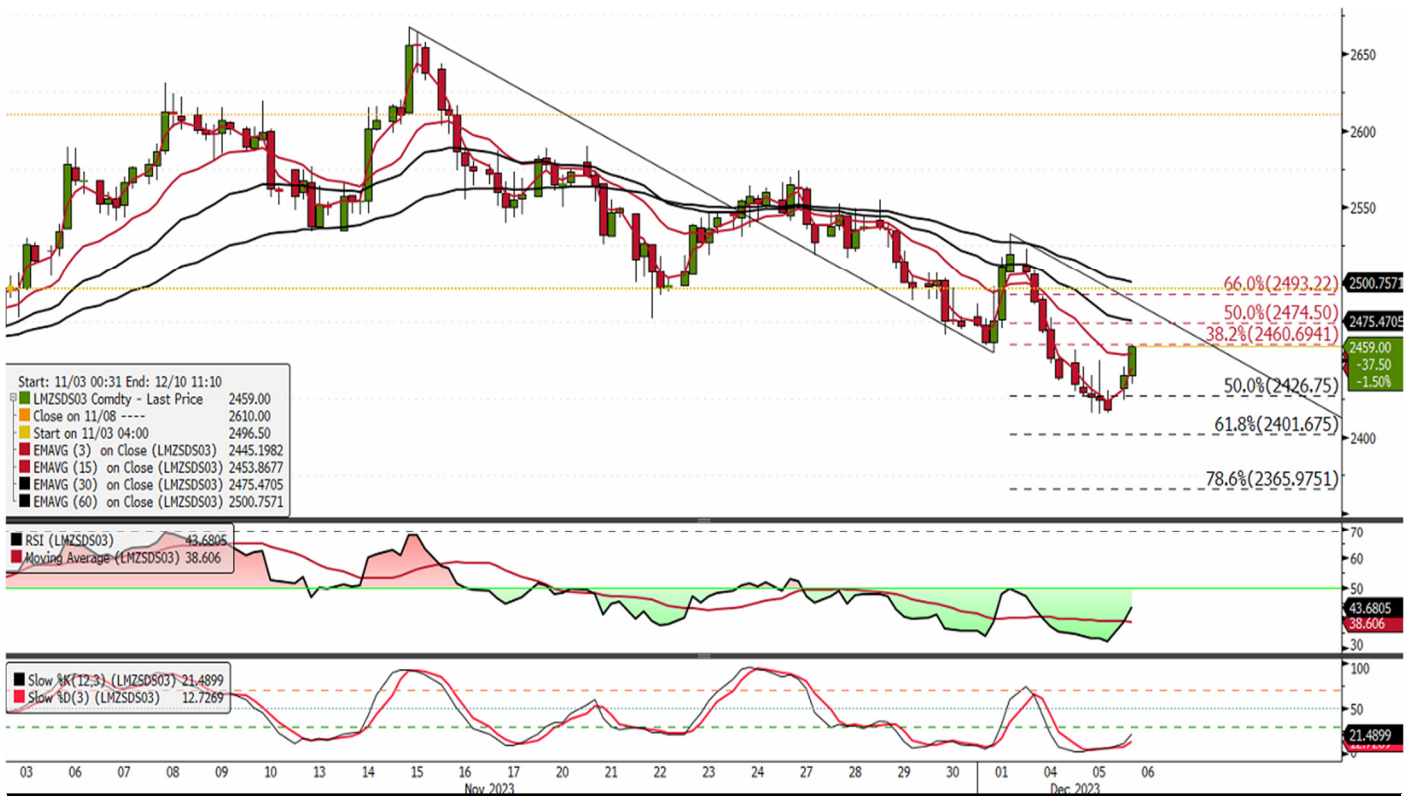 2650
2600
2550
66.0%(2493.22)
2500.7571
50.0%(2474.50)
2475.4705
38.2%(2460.6941)
2459.00
-37.50
-1.50%
50.0%(2426.75)
61.8%(2401.675)
2400
78.6%(2365.9751)
Start: 11/03 00:31 End: 12/10 11:10
LMZSDS03 Comdty - Last Price 2459.00
Close on 11/08 ---- 2610.00
Start on 11/03 04:00 2496.50
EMAVG (3) on Close (LMZSDS03) 2445.1982
EMAVG (15) on Close (LMZSDS03) 2453.8677
EMAVG (30) on Close (LMZSDS03) 2475.4705
EMAVG (60) on Close (LMZSDS03) 2500.7571
RSI (LMZSDS03) 43.6805
Moving Average (LMZSDS03) 38.606
70
60
50
43.6805
38.606
30
Slow %K(12,3) (LMZSDS03) 21.4899
Slow %D(3) (LMZSDS03) 12.7269
100
50
21.4899
0
03 06 07 08 09 10 13 14 15 16 17 20 21 22 23 24 27 28 29 30 01 04 05 06
Nov 2023 Dec 2023